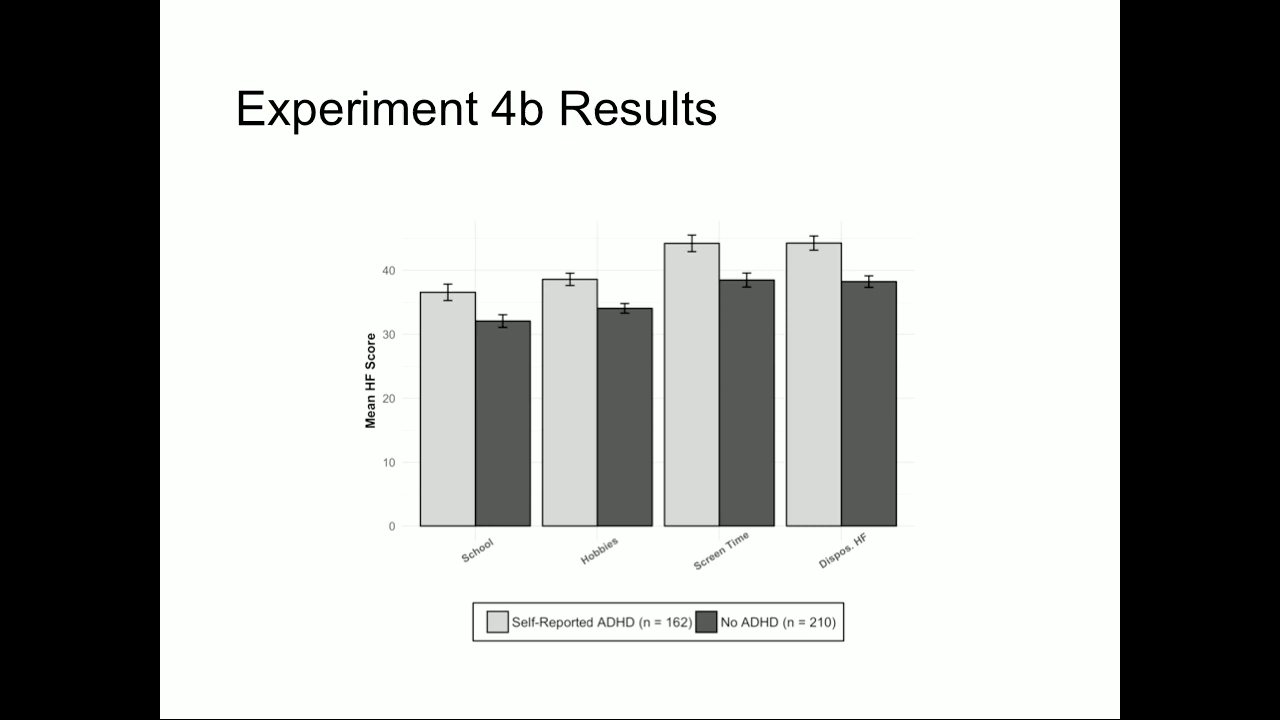 Experiment 4b Results
Mean HF Score
40
30
20
10
0
School
Hobbies
Screen Time
Dispos. HF
Self-Reported ADHD (n = 162)
No ADHD (n = 210)